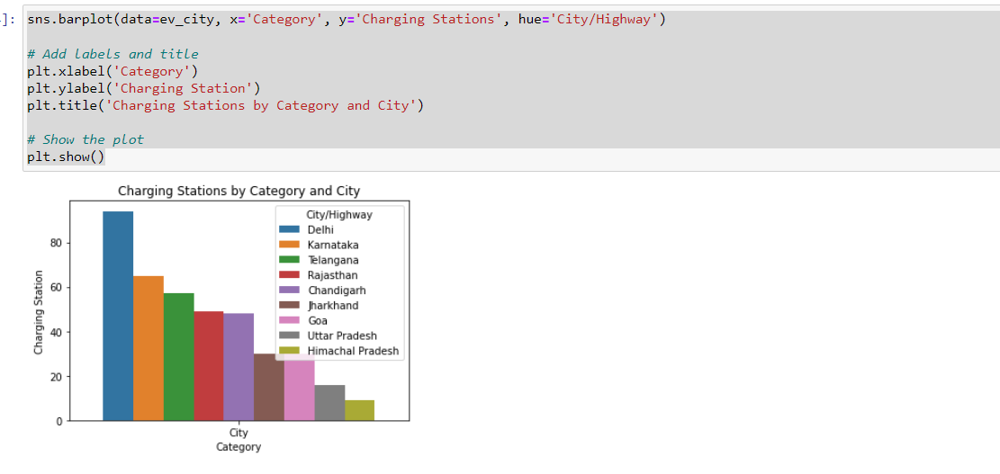 ]:
sns.barplot(data=ev_city, x='Category', y='Charging Stations', hue='City/Highway')
# Add labels and title
plt.xlabel('Category')
plt.ylabel('Charging Station')
plt.title('Charging Stations by Category and City')
# Show the plot
plt.show()
Charging Stations by Category and City
City/Highway
Delhi
Karnataka
Telangana
Rajasthan
Chandigarh
Jharkhand
Goa
Uttar Pradesh
Himachal Pradesh
Charging Station
80
60
40
20
0
City
Category